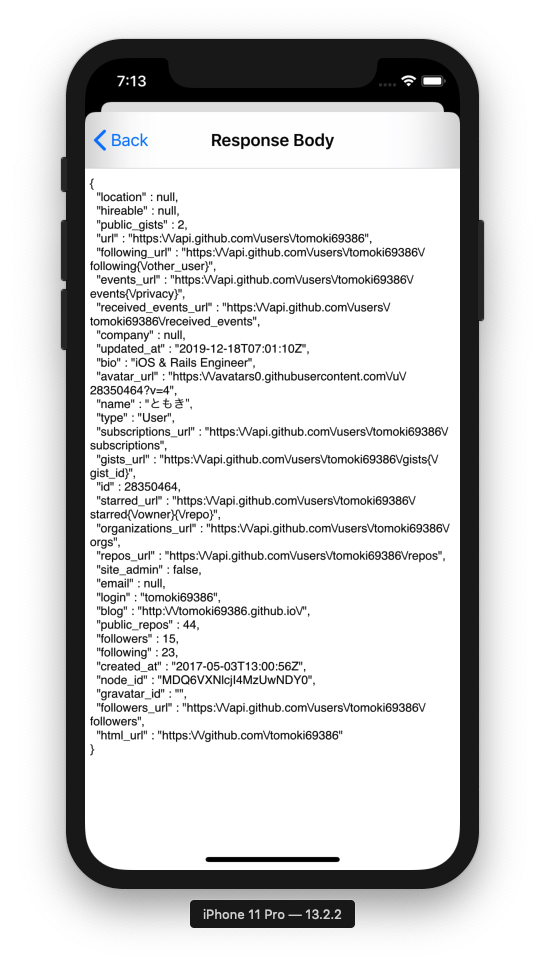 7:13
Back
Response Body
{
"location" : null,
"hireable" : null,
"public_gists" : 2,
"url" : "https:\/\/api.github.com\/users\/tomoki69386",
"following_url" : "https:\/\/api.github.com\/users\/tomoki69386\/
following{\/other_user}",
"events_url" : "https:\/\/api.github.com\/users\/tomoki69386\/
events{\/privacy}",
"received_events_url" : "https:\/\/api.github.com\/users\/
tomoki69386\/received_events",
"company" : null,
"updated_at" : "2019-12-18T07:01:10Z",
"bio" : "iOS & Rails Engineer",
"avatar_url" : "https:\/\/avatars0.githubusercontent.com\/u\/
28350464?v=4",
"name" : "ともき",
"type" : "User",
"subscriptions_url" : "https:\/\/api.github.com\/users\/tomoki69386\/
subscriptions",
"gists_url" : "https:\/\/api.github.com\/users\/tomoki69386\/gists{\/
gist_id}",
"id" : 28350464,
"starred_url" : "https:\/\/api.github.com\/users\/tomoki69386\/
starred{\/owner}{\/repo}",
"organizations_url" : "https:\/\/api.github.com\/users\/tomoki69386\/
orgs",
"repos_url" : "https:\/\/api.github.com\/users\/tomoki69386\/repos",
"site_admin" : false,
"email" : null,
"login" : "tomoki69386",
"blog" : "http:\/\/tomoki69386.github.io\/",
"public_repos" : 44,
"followers" : 15,
"following" : 23,
"created_at" : "2017-05-03T13:00:56Z",
"node_id" : "MDQ6VXNlcjI4MzUwNDY0",
"gravatar_id" : "",
"followers_url" : "https:\/\/api.github.com\/users\/tomoki69386\/
followers",
"html_url" : "https:\/\/github.com\/tomoki69386"
}
iPhone 11 Pro — 13.2.2